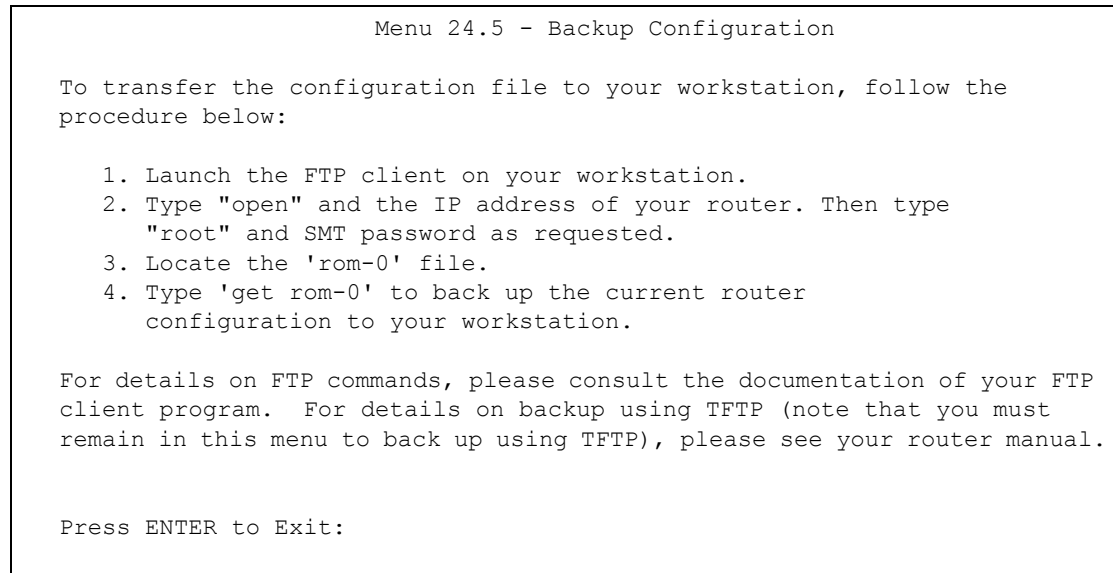 Menu 24.5 - Backup Configuration
To transfer the configuration file to your workstation, follow the
procedure below:
1. Launch the FTP client on your workstation.
2. Type "open" and the IP address of your router. Then type
"root" and SMT password as requested.
3. Locate the 'rom-0' file.
4. Type 'get rom-0' to back up the current router
configuration to your workstation.
For details on FTP commands, please consult the documentation of your FTP
client program.  For details on backup using TFTP (note that you must
remain in this menu to back up using TFTP), please see your router manual.
Press ENTER to Exit: